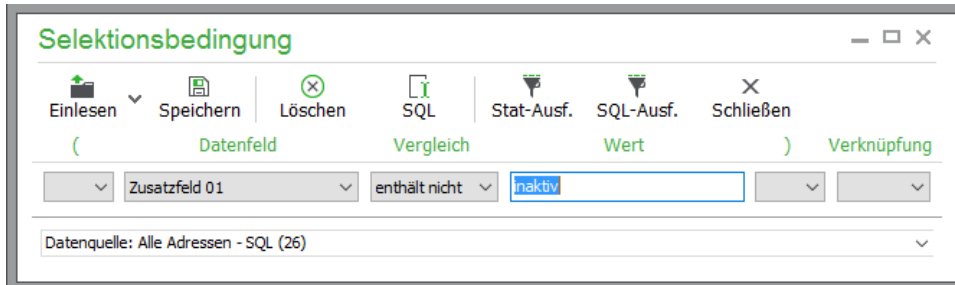 Selektionsbedingung
Einlesen Speichern Löschen SQL Stat-Ausf. SQL-Ausf. Schließen
( Datenfeld Vergleich Wert ) Verknüpfung
Zusatzfeld 01 enthält nicht inaktiv
Datenquelle: Alle Adressen - SQL (26)